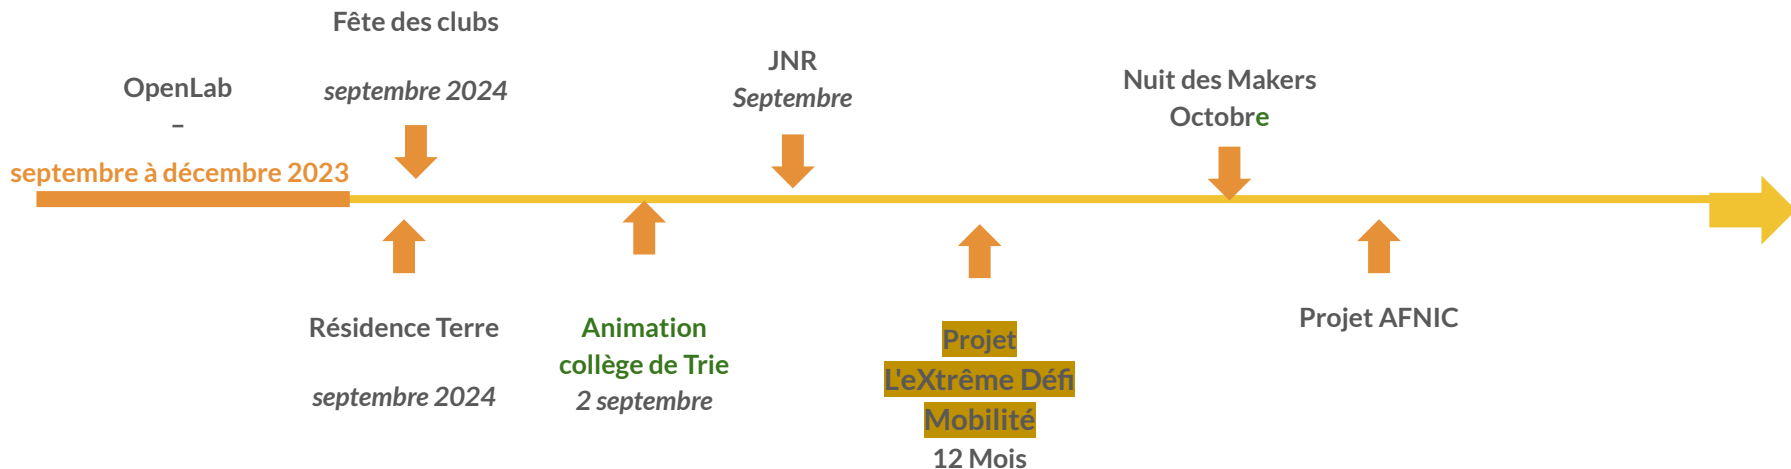 Fête des clubs
septembre 2024
OpenLab
–
septembre à décembre 2023
JNR
Septembre
Nuit des Makers
Octobre
Résidence Terre
septembre 2024
Animation
collège de Trie
2 septembre
Projet
L'eXtrême Défi
Mobilité
12 Mois
Projet AFNIC